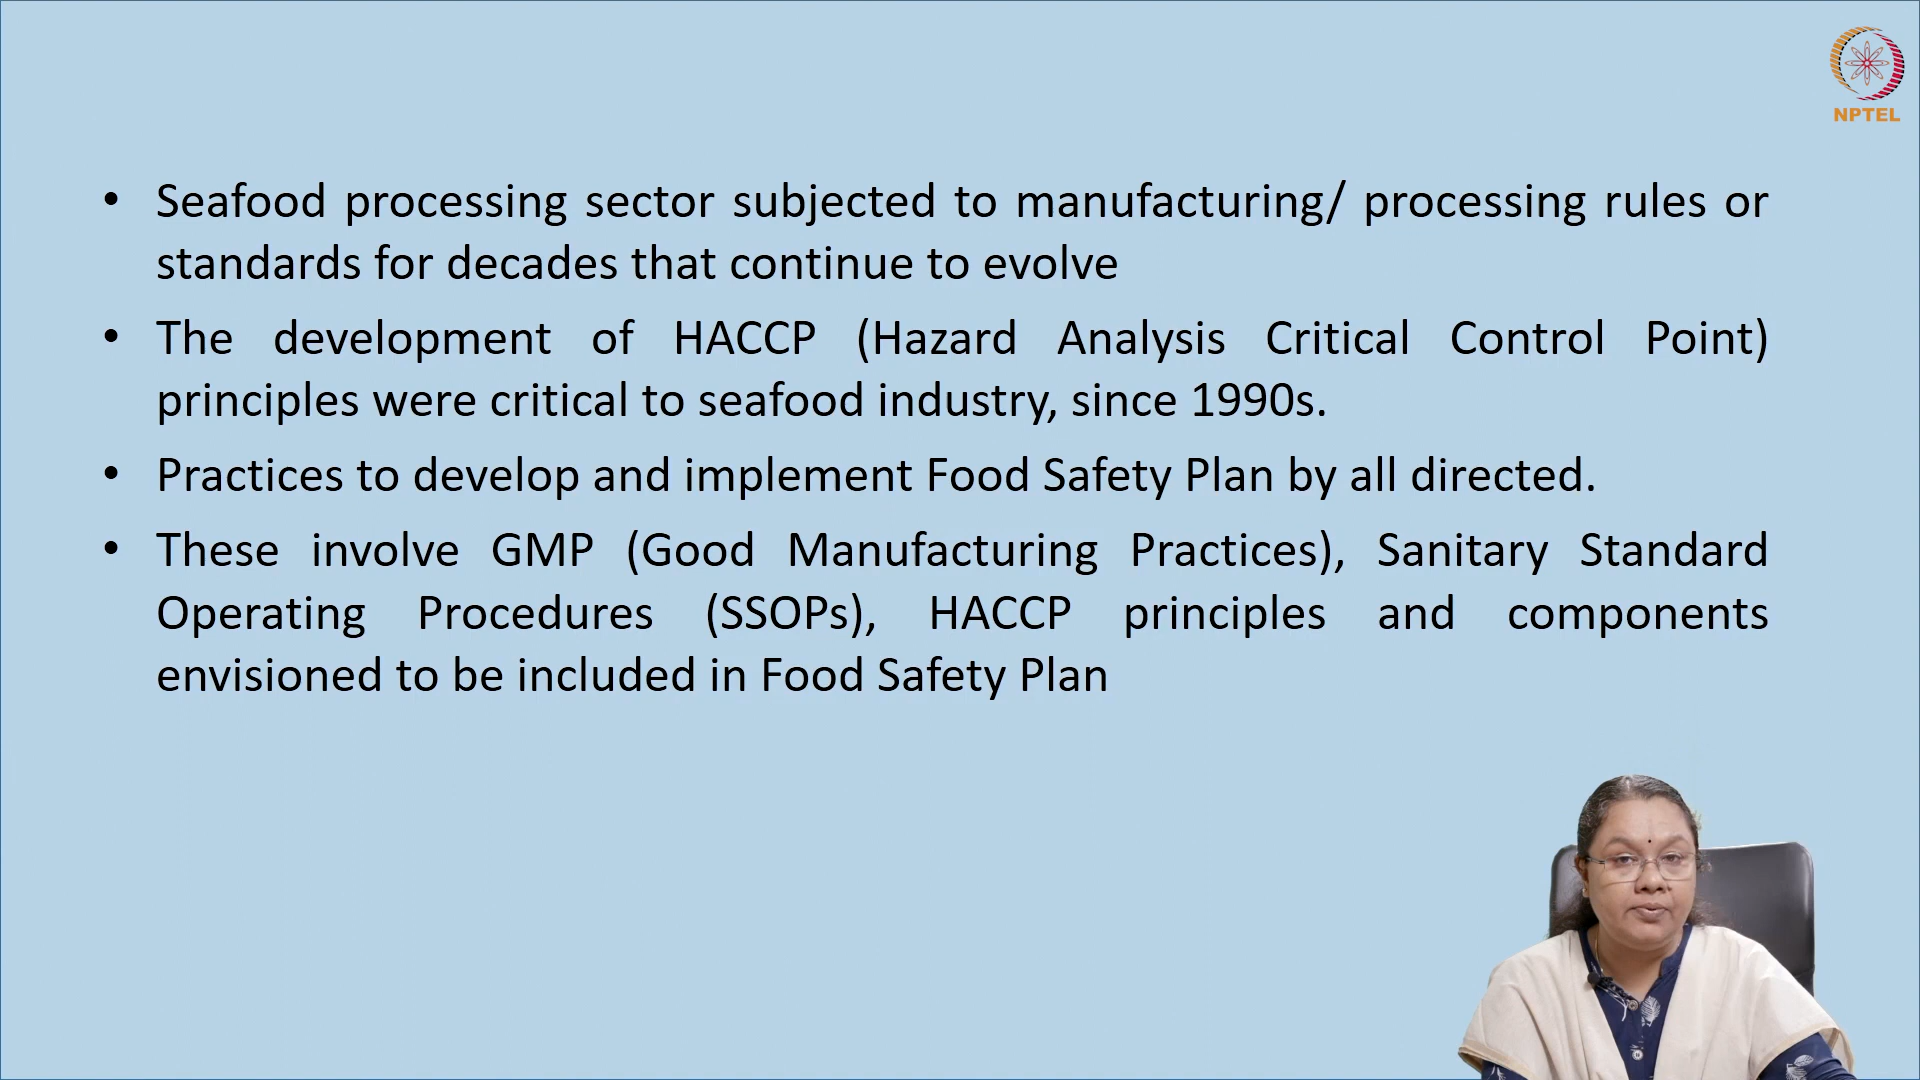 NPTEL
• Seafood processing sector subjected to manufacturing/ processing rules or
standards for decades that continue to evolve
• The development of HACCP (Hazard Analysis Critical Control Point)
principles were critical to seafood industry, since 1990s.
• Practices to develop and implement Food Safety Plan by all directed.
• These involve GMP (Good Manufacturing Practices), Sanitary Standard
Operating Procedures (SSOPs), HACCP principles and components
envisioned to be included in Food Safety Plan